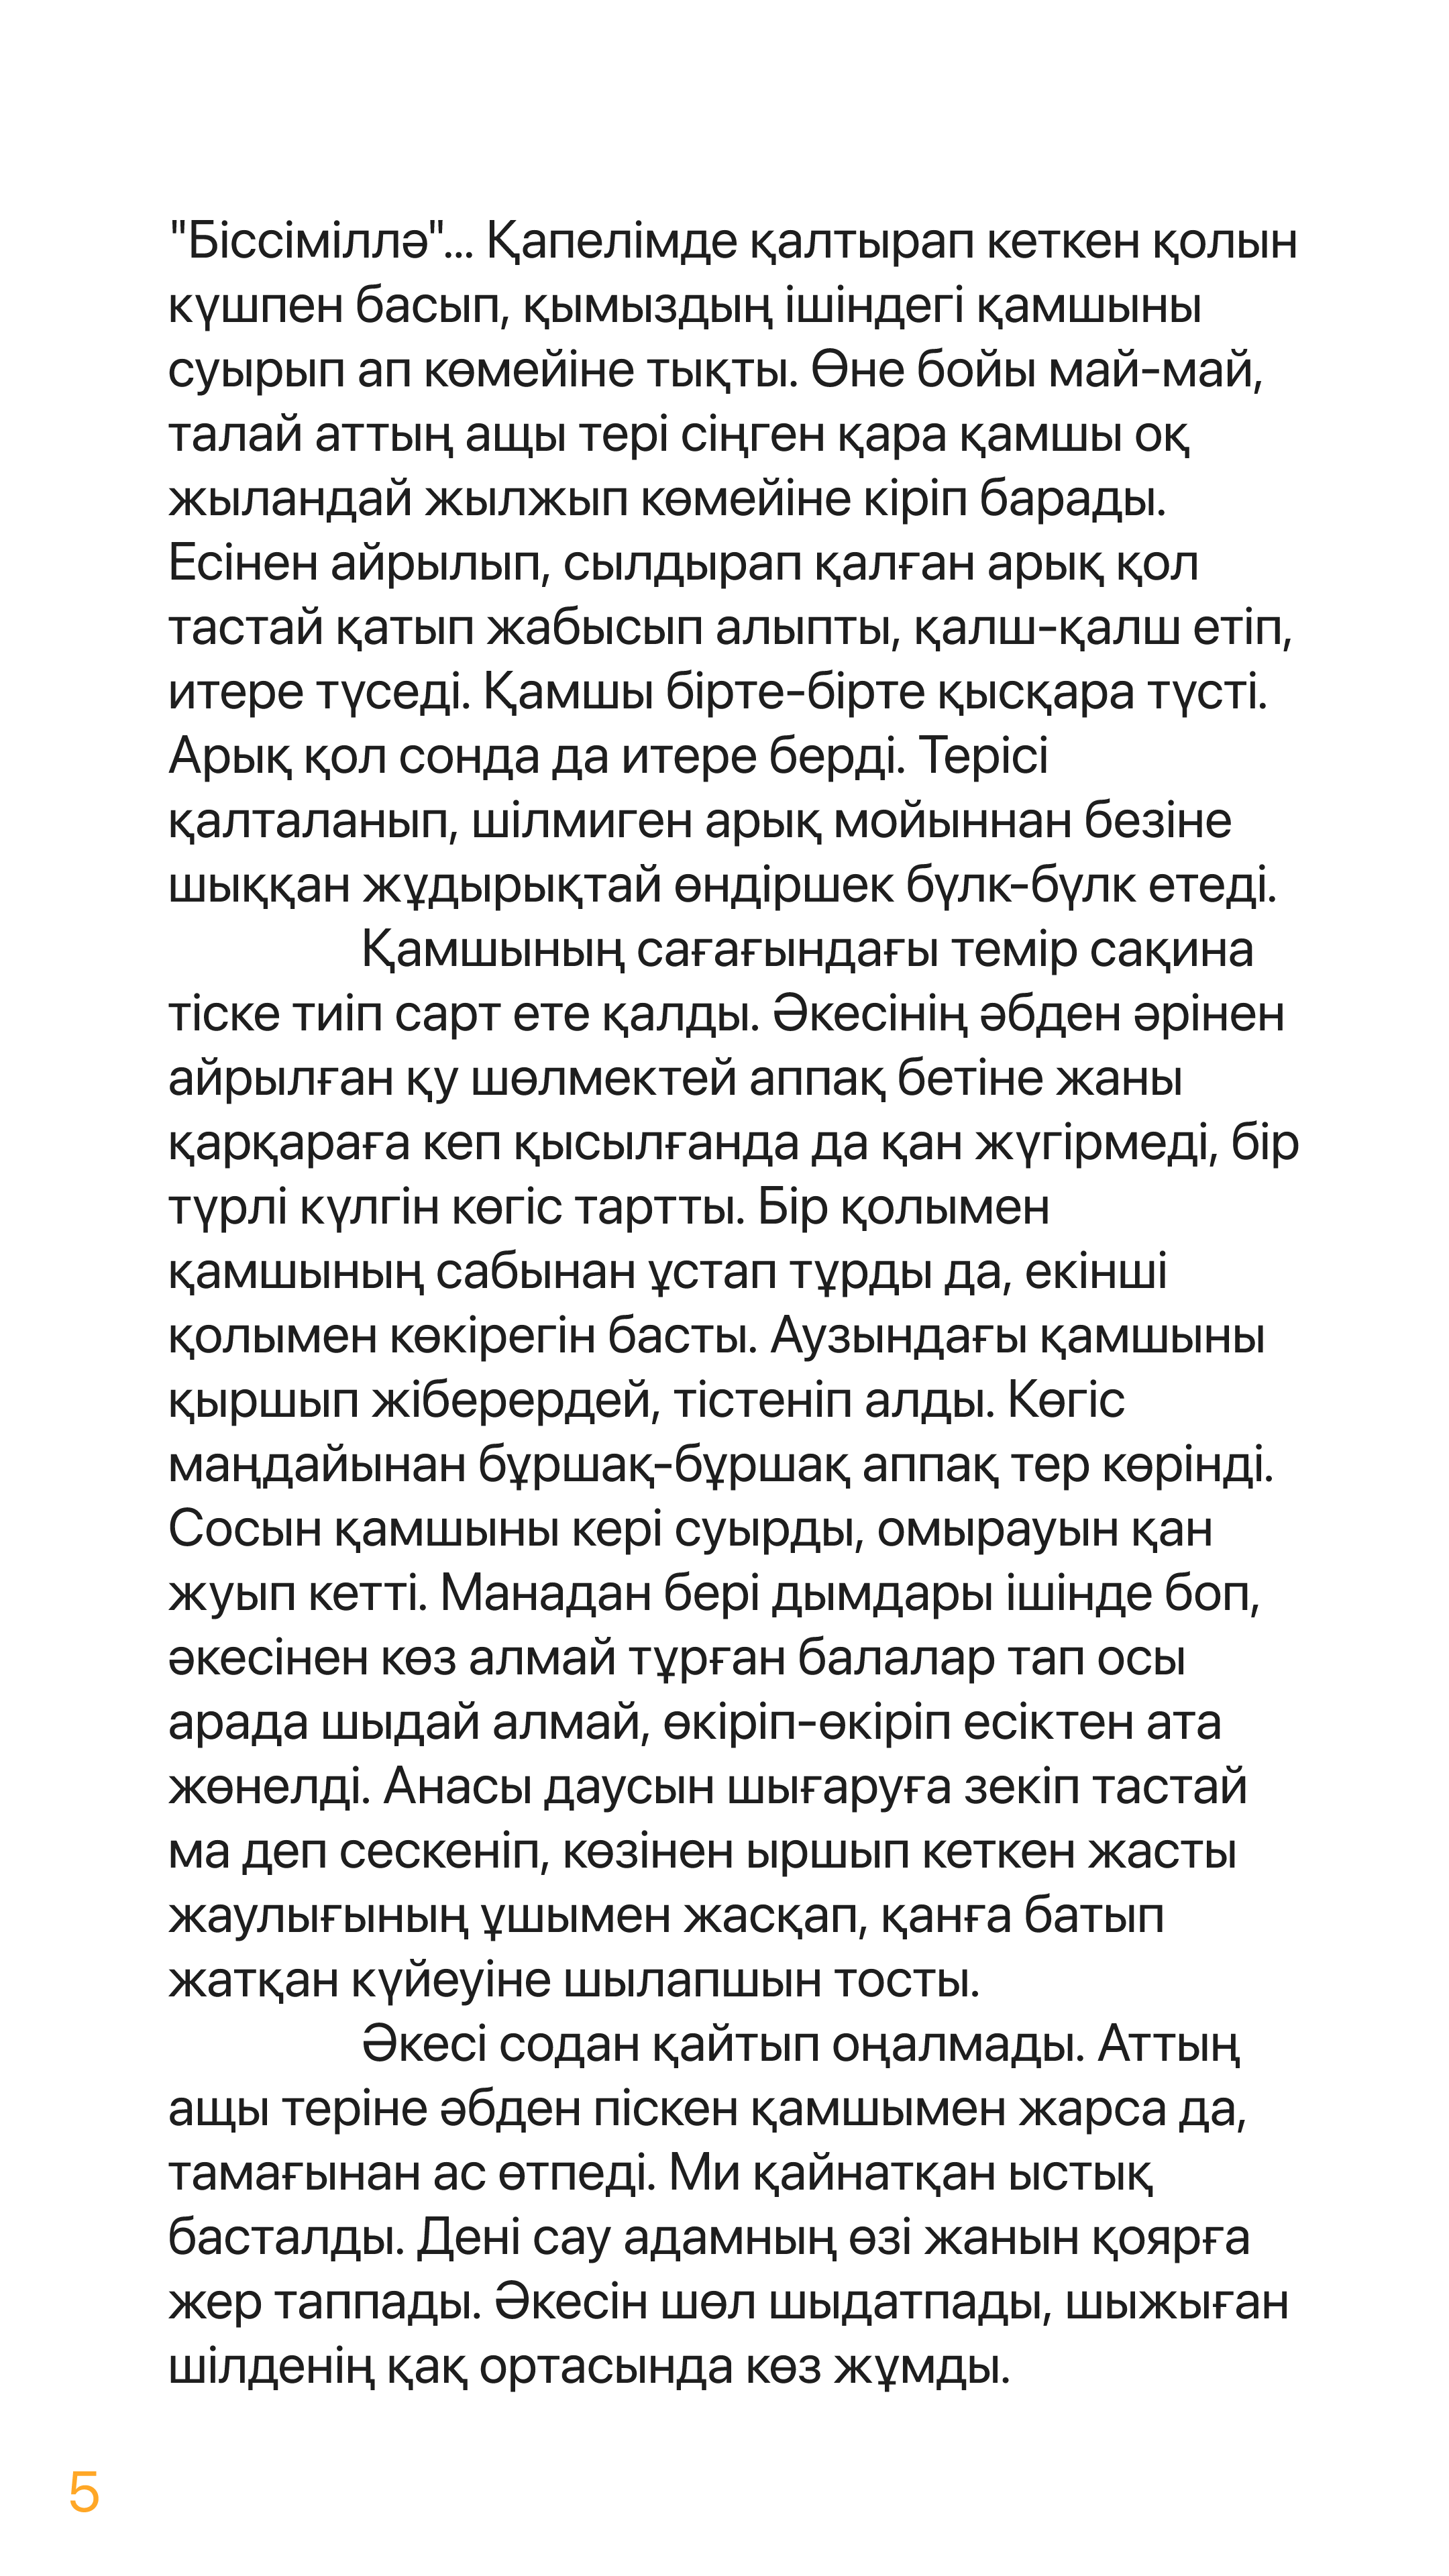 "Біссіміллә"... Қапелімде қалтырап кеткен қолын
күшпен басып, қымыздың ішіндегі қамшыны
суырып ап көмейіне тықты. Өне бойы май-май,
талай аттың ащы тері сіңген қара қамшы оқ
жыландай жылжып көмейіне кіріп барады.
Есінен айрылып, сылдырап қалған арық қол
тастай қатып жабысып алыпты, қалш-қалш етіп,
итере түседі. Қамшы бірте-бірте қысқара түсті.
Арық қол сонда да итере берді. Терісі
қалталанып, шілмиген арық мойыннан безіне
шыққан жұдырықтай өндіршек бүлк-бүлк етеді.
Қамшының сағағындағы темір сақина
тіске тиіп сарт ете қалды. Әкесінің әбден әрінен
айрылған қу шөлмектей аппақ бетіне жаны
қарқараға кеп қысылғанда да қан жүгірмеді, бір
түрлі күлгін көгіс тартты. Бір қолымен
қамшының сабынан ұстап тұрды да, екінші
қолымен көкірегін басты. Аузындағы қамшыны
қыршып жіберердей, тістеніп алды. Көгіс
маңдайынан бұршақ-бұршақ аппақ тер көрінді.
Сосын қамшыны кері суырды, омырауын қан
жуып кетті. Манадан бері дымдары ішінде боп,
әкесінен көз алмай тұрған балалар тап осы
арада шыдай алмай, өкіріп-өкіріп есіктен ата
жөнелді. Анасы даусын шығаруға зекіп тастай
ма деп сескеніп, көзінен ыршып кеткен жасты
жаулығының ұшымен жасқап, қанға батып
жатқан күйеуіне шылапшын тосты.
Әкесі содан қайтып оңалмады. Аттың
ащы теріне әбден піскен қамшымен жарса да,
тамағынан ас өтпеді. Ми қайнатқан ыстық
басталды. Дені сау адамның өзі жанын қоярға
жер таппады. Әкесін шөл шыдатпады, шыжыған
шілденің қақ ортасында көз жұмды.
5